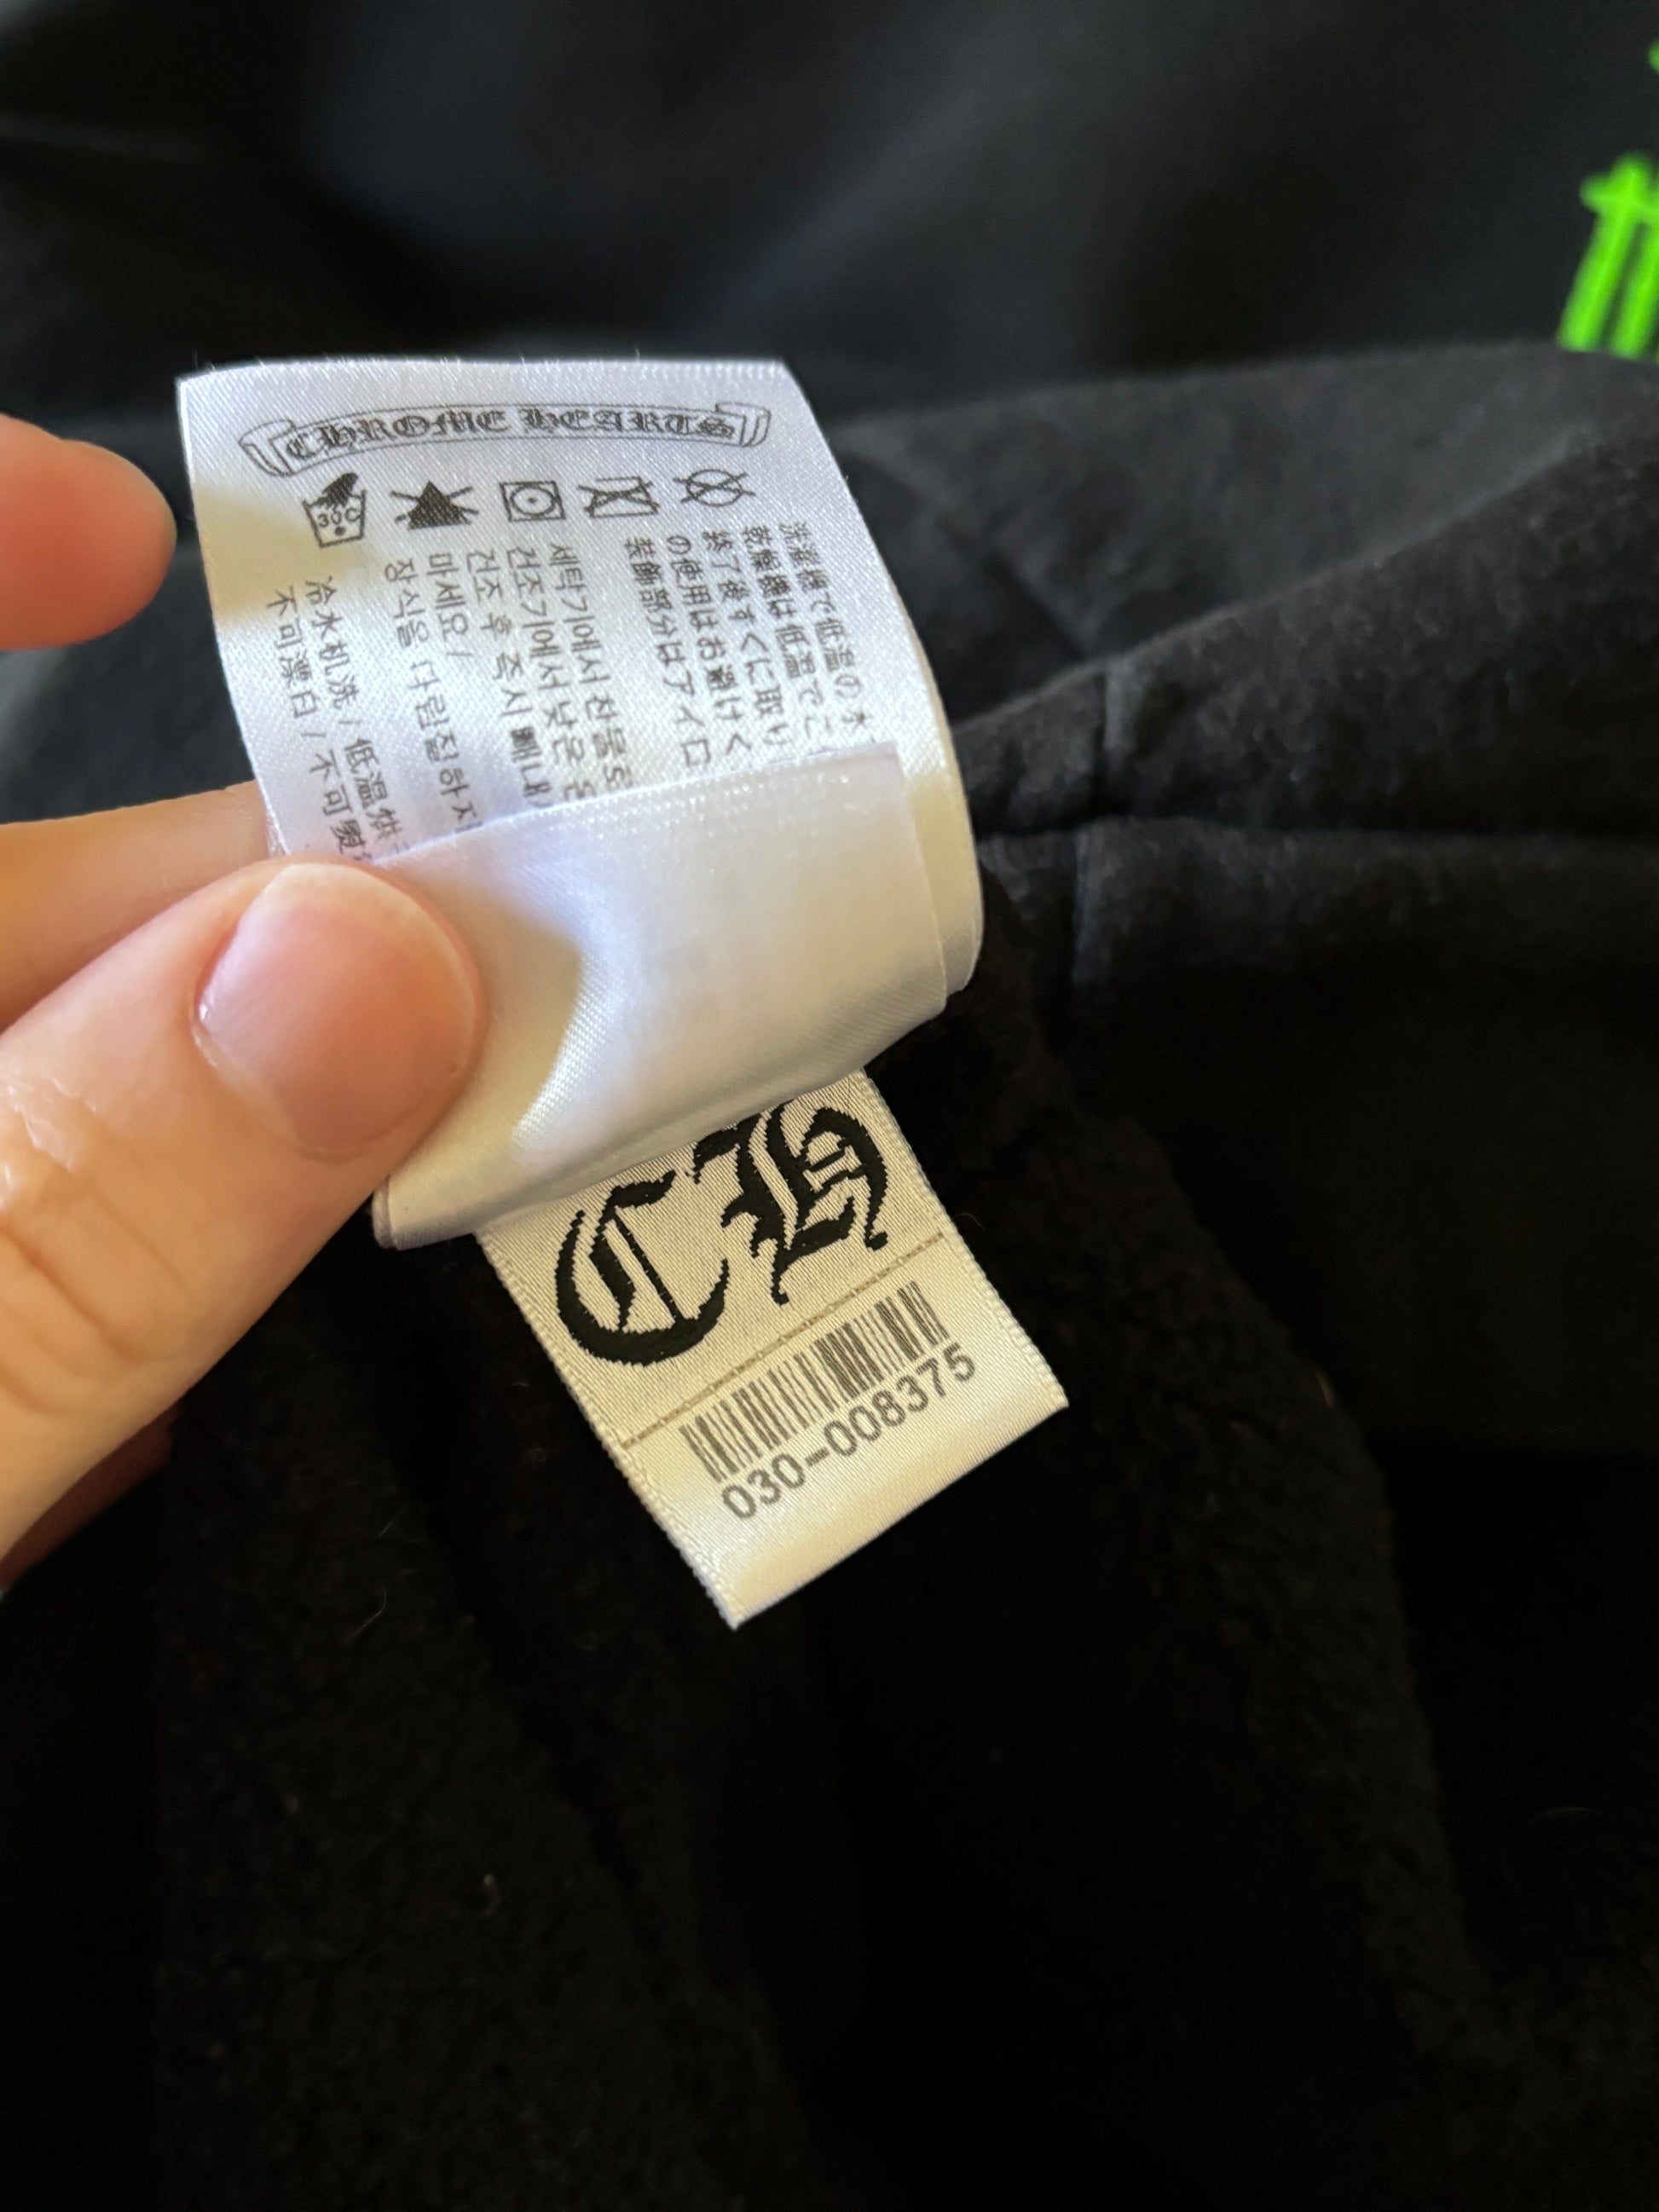 CHROME HEARTS
30C
洗濯機で低温の水
乾燥機は低温でご
終了後すぐに取り
の使用はお避けく
装飾部分はアイロ
세탁기에서 찬물로
건조기에서 낮은 온
건조 후 즉시 빼내
마세요 /
장식을 다림질하지
冷水机洗 / 低温烘
不可漂白 / 不可熨
CH
030-008375